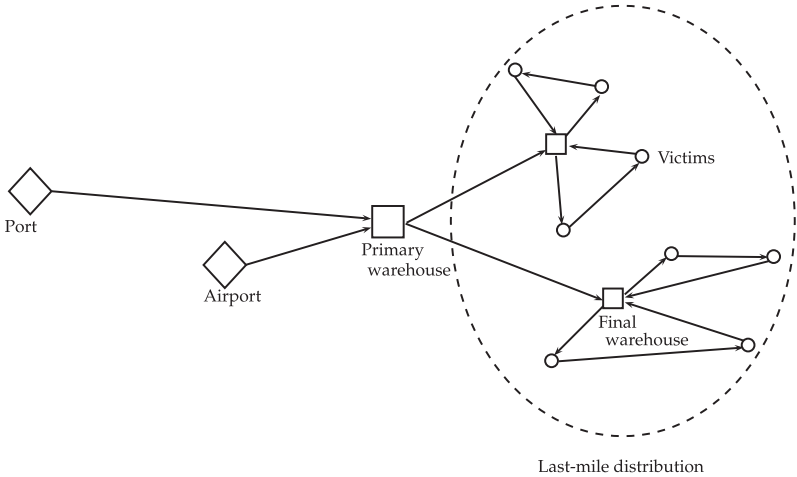 Victims
Port
Primary
warehouse
Airport
Final
warehouse
Last-mile distribution